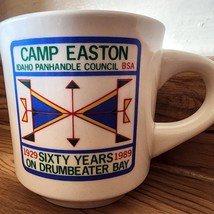 CAMP EASTON
IDAHO PANHANDLE COUNCIL BSA
1929 SIXTY YEARS 1989
ON DRUMBEATER BAY